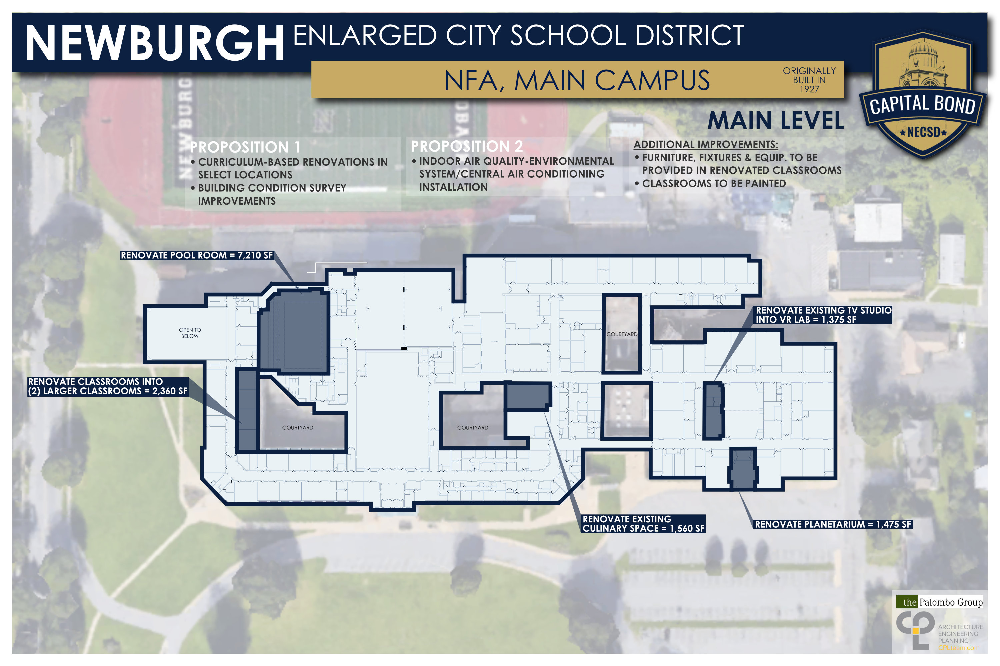 NEWBURGH ENLARGED CITY SCHOOL DISTRICT
NFA, MAIN CAMPUS
ORIGINALLY
BUILT IN
1927
CAPITAL BOND
★NECSD★
MAIN LEVEL
PROPOSITION 1
• CURRICULUM-BASED RENOVATIONS IN
SELECT LOCATIONS
• BUILDING CONDITION SURVEY
IMPROVEMENTS
PROPOSITION 2
• INDOOR AIR QUALITY-ENVIRONMENTAL
SYSTEM/CENTRAL AIR CONDITIONING
INSTALLATION
ADDITIONAL IMPROVEMENTS:
• FURNITURE, FIXTURES & EQUIP. TO BE
PROVIDED IN RENOVATED CLASSROOMS
• CLASSROOMS TO BE PAINTED
NEWBURG
N
RENOVATE POOL ROOM = 7,210 SF
RENOVATE EXISTING TV STUDIO
INTO VR LAB = 1,375 SF
OPEN TO
BELOW
COURTYARD
RENOVATE CLASSROOMS INTO
(2) LARGER CLASSROOMS = 2,360 SF
COURTYARD
COURTYARD
RENOVATE EXISTING
CULINARY SPACE = 1,560 SF
RENOVATE PLANETARIUM = 1,475 SF
the Palombo Group
CPL
ARCHITECTURE
ENGINEERING
PLANNING
CPLteam.com